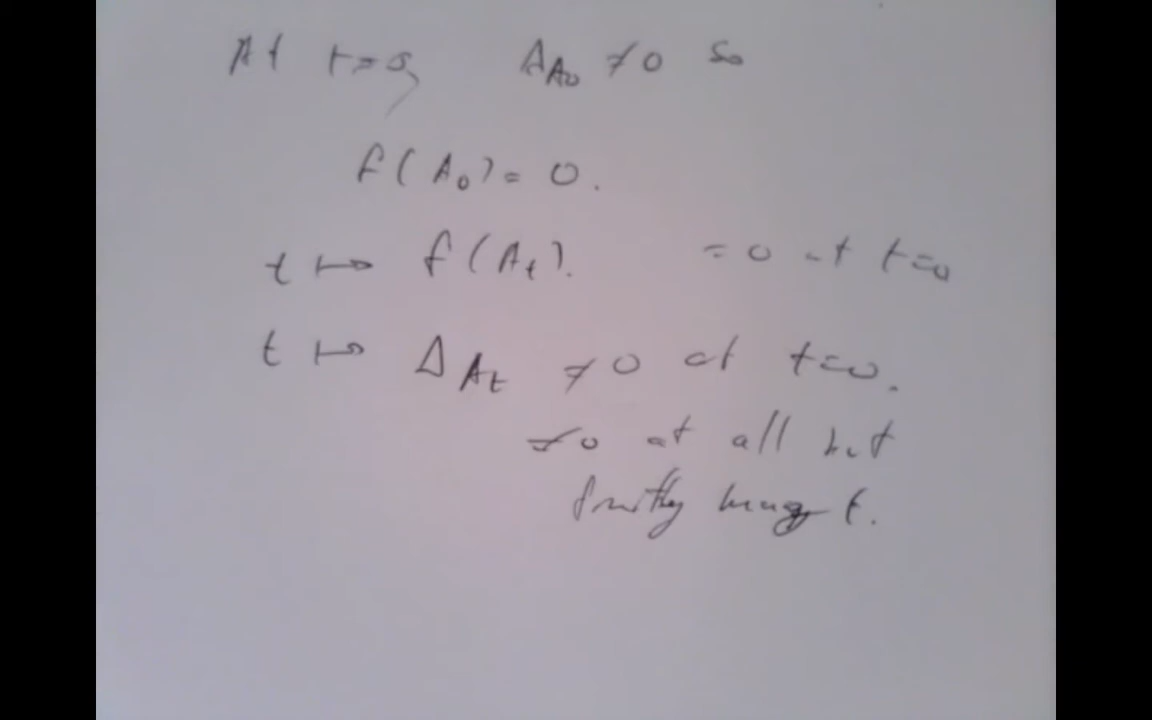 At t=0, Δ_{A_0} ≠ 0 so
f(A_0) = 0.
t ↦ f(A_t). = 0 at t=0
t ↦ Δ_{A_t} ≠ 0 at t=0.
≠ 0 at all but
finitely many t.